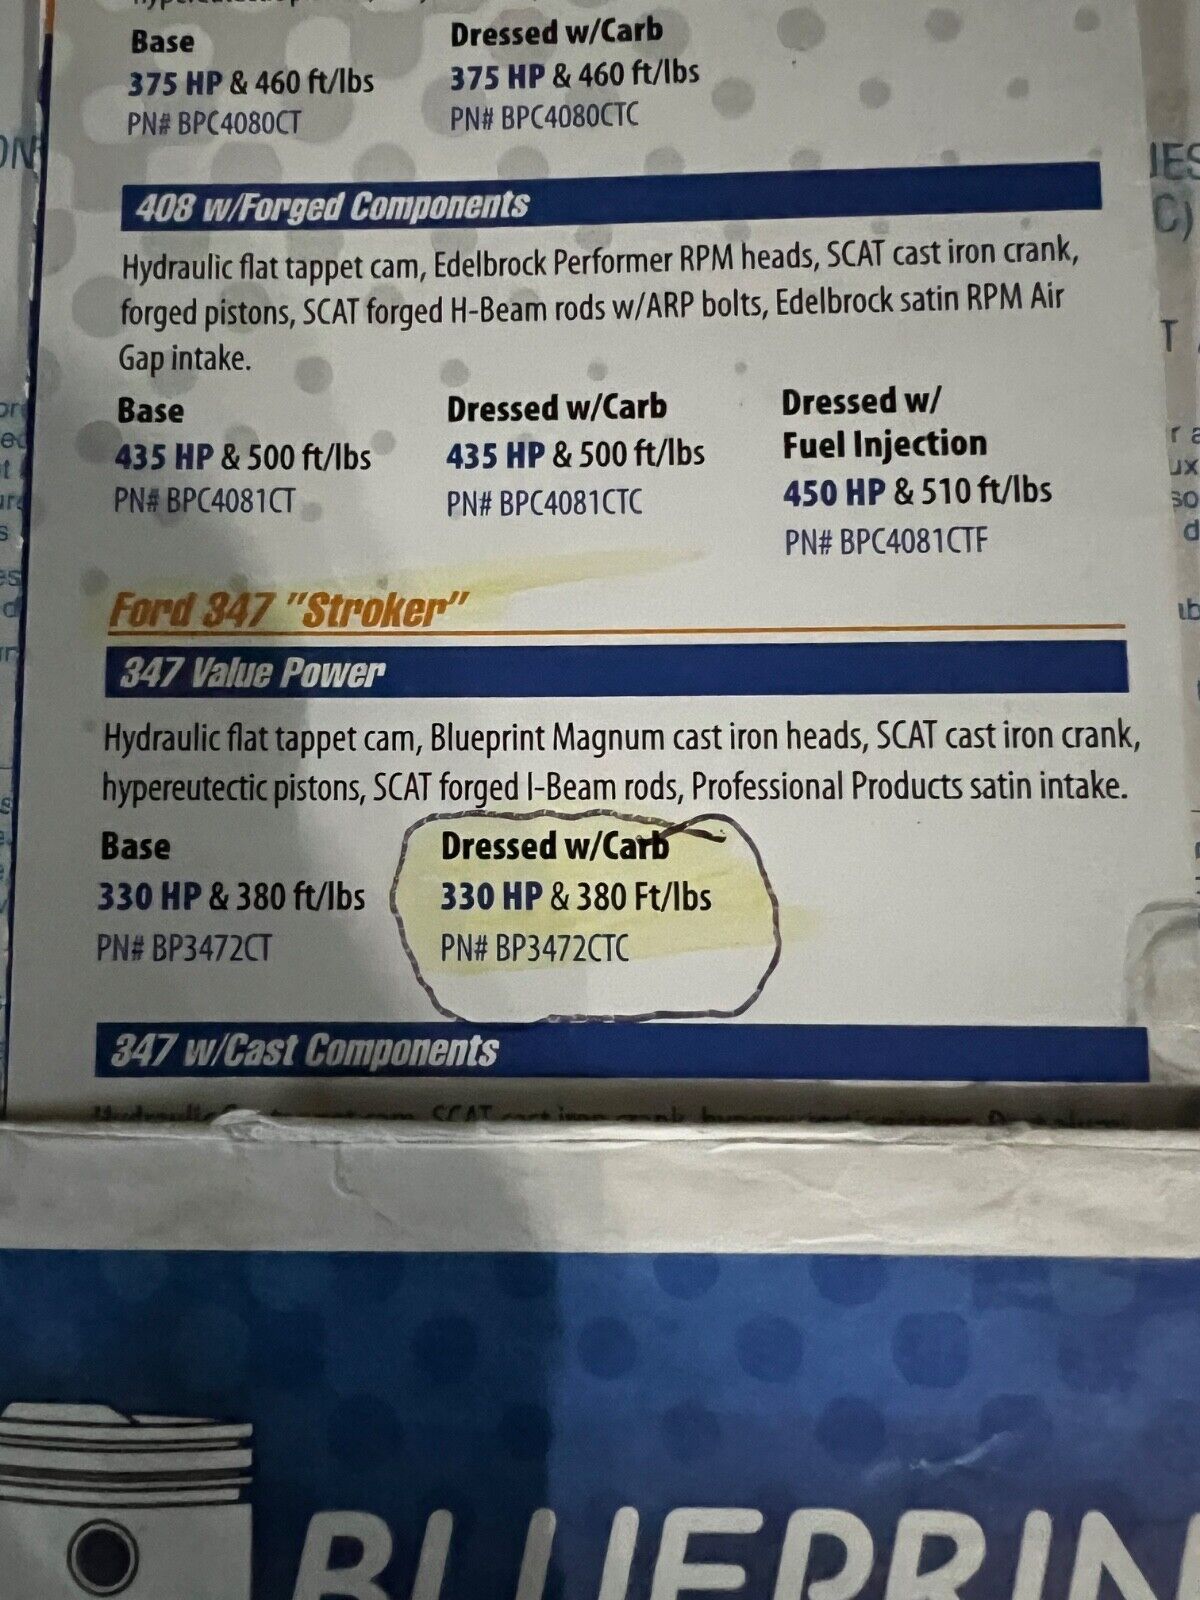 Base
Dressed w/Carb
375 HP & 460 ft/lbs
375 HP & 460 ft/lbs
PN# BPC4080CT
PN# BPC4080CTC
408 w/Forged Components
Hydraulic flat tappet cam, Edelbrock Performer RPM heads, SCAT cast iron crank,
forged pistons, SCAT forged H-Beam rods w/ARP bolts, Edelbrock satin RPM Air
Gap intake.
Base
435 HP & 500 ft/lbs
PN# BPC4081CT
Dressed w/Carb
435 HP & 500 ft/lbs
PN# BPC4081CTC
Dressed w/
Fuel Injection
450 HP & 510 ft/lbs
PN# BPC4081CTF
Ford 347 "Stroker"
347 Value Power
Hydraulic flat tappet cam, Blueprint Magnum cast iron heads, SCAT cast iron crank,
hypereutectic pistons, SCAT forged I-Beam rods, Professional Products satin intake.
Base
330 HP & 380 ft/lbs
PN# BP3472CT
Dressed w/Carb
330 HP & 380 Ft/lbs
PN# BP3472CTC
347 w/Cast Components
BLUEPRIN